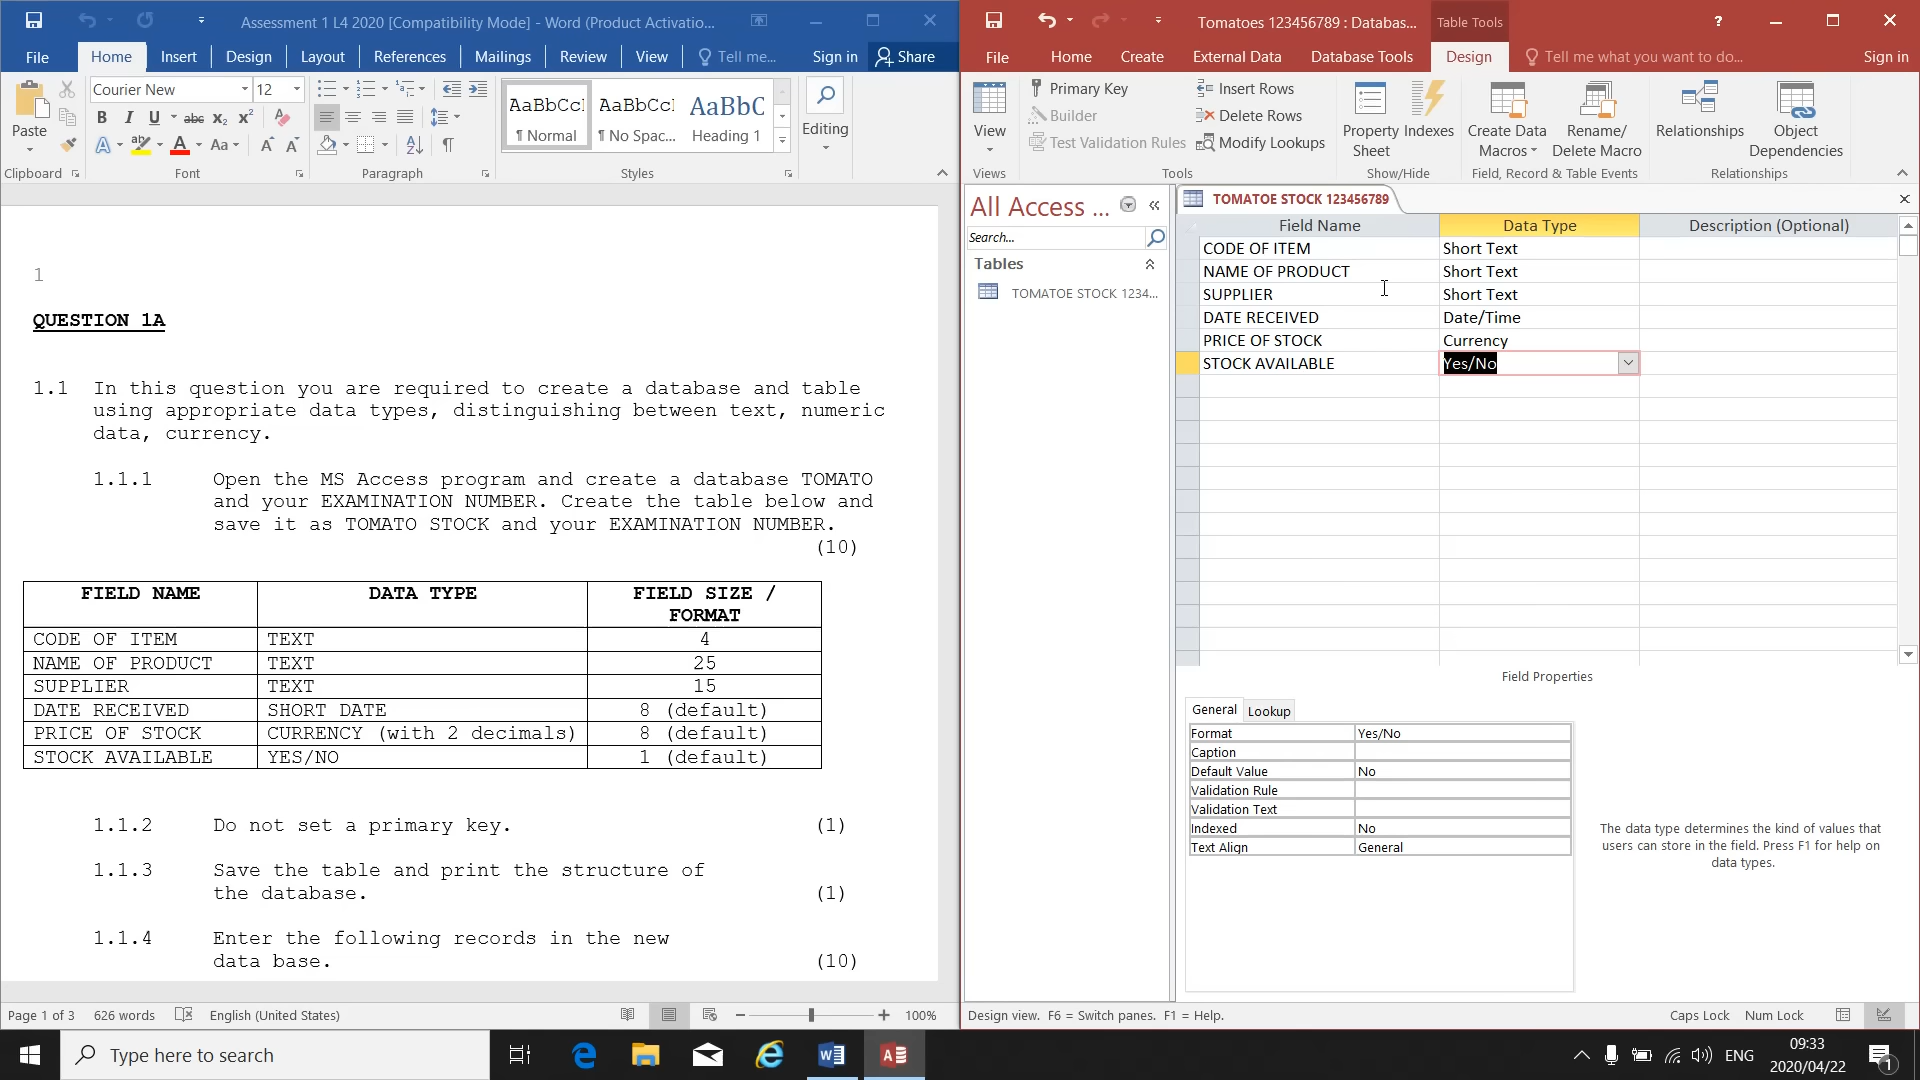 Assessment 1 L4 2020 [Compatibility Mode] - Word (Product Activatio...
File Home Insert Design Layout References Mailings Review View Tell me... Sign in Share
Courier New 12
Paste
Clipboard Font Paragraph Styles
AaBbCcI AaBbCcI AaBbC
¶ Normal ¶ No Spac... Heading 1
Editing
1
QUESTION 1A
1.1 In this question you are required to create a database and table
using appropriate data types, distinguishing between text, numeric
data, currency.
1.1.1 Open the MS Access program and create a database TOMATO
and your EXAMINATION NUMBER. Create the table below and
save it as TOMATO STOCK and your EXAMINATION NUMBER.
(10)
FIELD NAME DATA TYPE FIELD SIZE /
FORMAT
CODE OF ITEM TEXT 4
NAME OF PRODUCT TEXT 25
SUPPLIER TEXT 15
DATE RECEIVED SHORT DATE 8 (default)
PRICE OF STOCK CURRENCY (with 2 decimals) 8 (default)
STOCK AVAILABLE YES/NO 1 (default)
1.1.2 Do not set a primary key. (1)
1.1.3 Save the table and print the structure of
the database. (1)
1.1.4 Enter the following records in the new
data base. (10)
Page 1 of 3 626 words English (United States) 100%
Tomatoes 123456789 : Databas... Table Tools
File Home Create External Data Database Tools Design Tell me what you want to do... Sign in
View
Views
Primary Key
Builder
Test Validation Rules
Insert Rows
Delete Rows
Modify Lookups
Tools
Property
Sheet
Indexes
Show/Hide
Create Data
Macros
Rename/
Delete Macro
Field, Record & Table Events
Relationships
Object
Dependencies
Relationships
All Access ...
Search...
Tables
TOMATOE STOCK 1234...
TOMATOE STOCK 123456789
Field Name Data Type Description (Optional)
CODE OF ITEM Short Text
NAME OF PRODUCT Short Text
SUPPLIER Short Text
DATE RECEIVED Date/Time
PRICE OF STOCK Currency
STOCK AVAILABLE Yes/No
Field Properties
General Lookup
Format Yes/No
Caption
Default Value No
Validation Rule
Validation Text
Indexed No
Text Align General
The data type determines the kind of values that
users can store in the field. Press F1 for help on
data types.
Design view. F6 = Switch panes. F1 = Help. Caps Lock Num Lock
Type here to search
ENG
09:33
2020/04/22
1